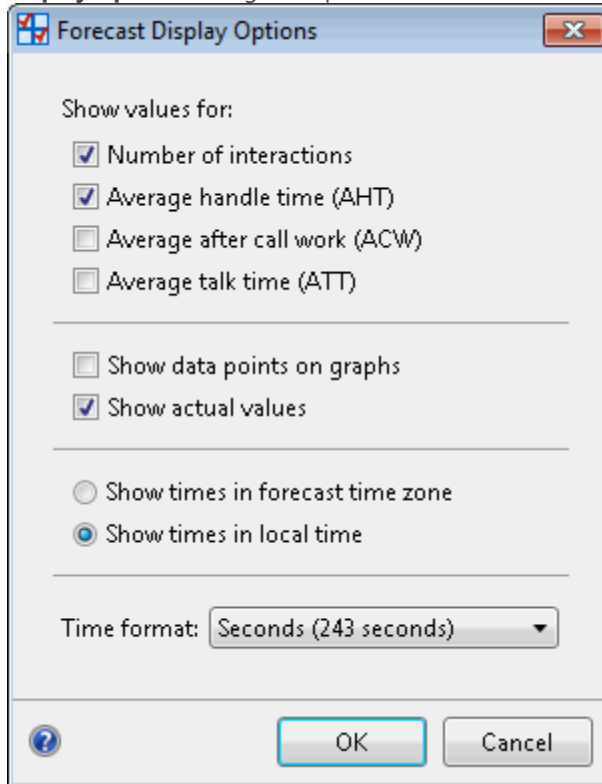 Forecast Display Options
Show values for:
Number of interactions
Average handle time (AHT)
Average after call work (ACW)
Average talk time (ATT)
Show data points on graphs
Show actual values
Show times in forecast time zone
Show times in local time
Time format: Seconds (243 seconds)
OK Cancel